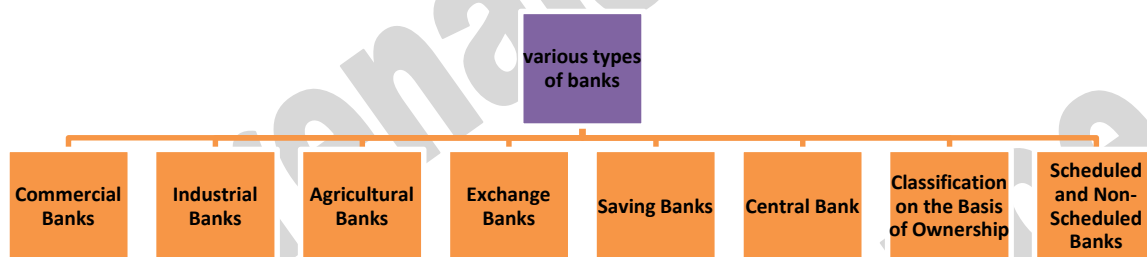 various types
of banks
Commercial
Banks
Industrial
Banks
Agricultural
Banks
Exchange
Banks
Saving Banks
Central Bank
Classification
on the Basis
of Ownership
Scheduled
and Non-
Scheduled
Banks